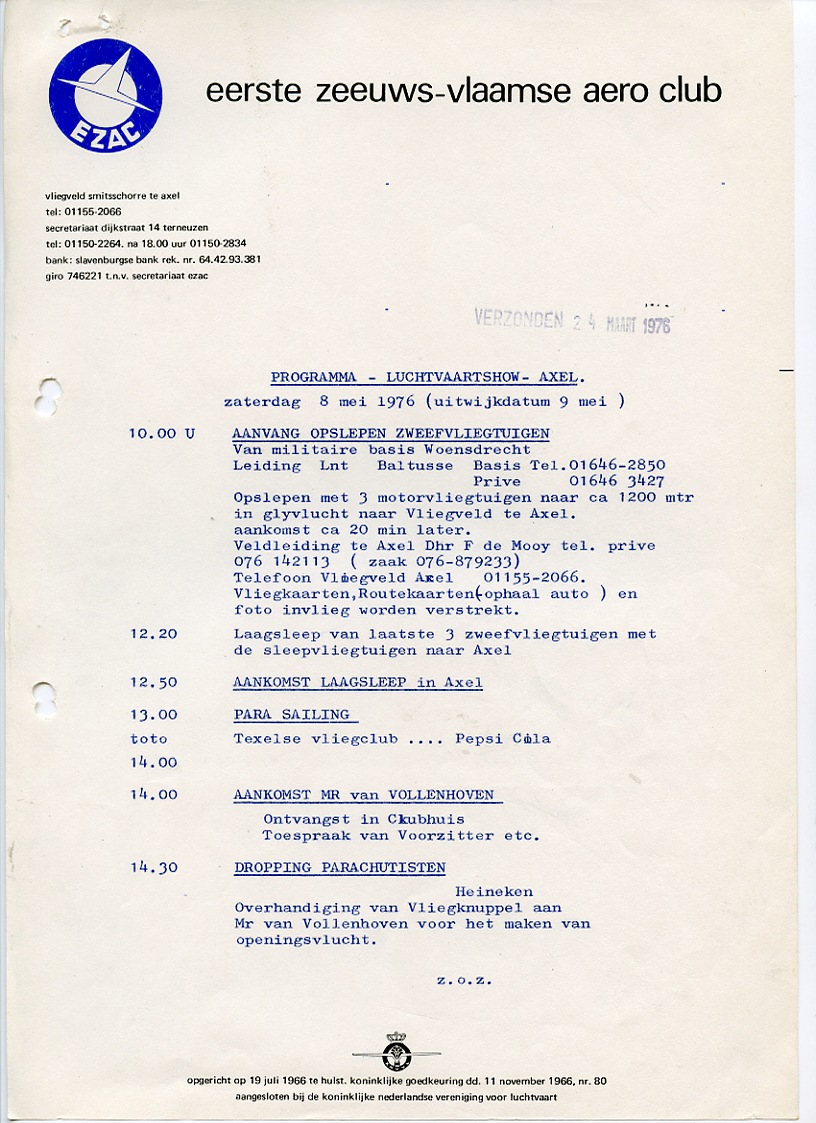 EZAC
eerste zeeuws-vlaamse aero club
vliegveld smitsschorre te axel
tel: 01155-2066
secretariaat dijkstraat 14 terneuzen
tel: 01150-2264. na 18.00 uur 01150-2834
bank: slavenburgse bank rek. nr. 64.42.93.381
giro 746221 t.n.v. secretariaat ezac
VERZONDEN 24 MAART 1976
PROGRAMMA - LUCHTVAARTSHOW- AXEL.
zaterdag 8 mei 1976 (uitwijkdatum 9 mei )
10.00 U AANVANG OPSLEPEN ZWEEFVLIEGTUIGEN
Van militaire basis Woensdrecht
Leiding Lnt Baltusse Basis Tel.01646-2850
Prive 01646 3427
Opslepen met 3 motorvliegtuigen naar ca 1200 mtr
in glyvlucht naar Vliegveld te Axel.
aankomst ca 20 min later.
Veldleiding te Axel Dhr F de Mooy tel. prive
076 142113 ( zaak 076-879233)
Telefoon Vliegveld Axel 01155-2066.
Vliegkaarten,Routekaarten(ophaal auto ) en
foto invlieg worden verstrekt.
12.20 Laagsleep van laatste 3 zweefvliegtuigen met
de sleepvliegtuigen naar Axel
12.50 AANKOMST LAAGSLEEP in Axel
13.00 PARA SAILING
toto Texelse vliegclub .... Pepsi Cola
14.00
14.00 AANKOMST MR van VOLLENHOVEN
Ontvangst in Clubhuis
Toespraak van Voorzitter etc.
14.30 DROPPING PARACHUTISTEN
Heineken
Overhandiging van Vliegknuppel aan
Mr van Vollenhoven voor het maken van
openingsvlucht.
z.o.z.
opgericht op 19 juli 1966 te hulst. koninklijke goedkeuring dd. 11 november 1966, nr. 80
aangesloten bij de koninklijke nederlandse vereniging voor luchtvaart